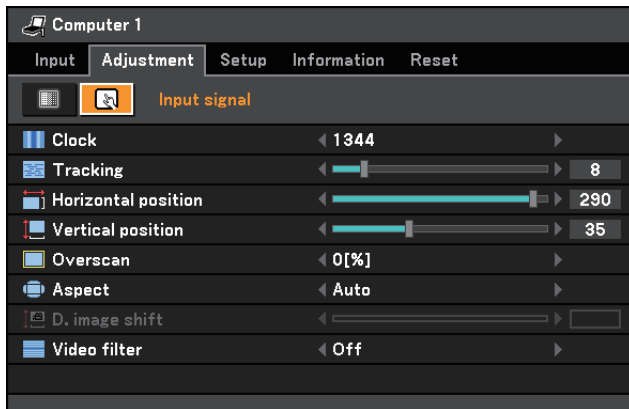 Computer 1
Input Adjustment Setup Information Reset
Input signal
Clock 1344
Tracking 8
Horizontal position 290
Vertical position 35
Overscan 0[%]
Aspect Auto
D. image shift
Video filter Off